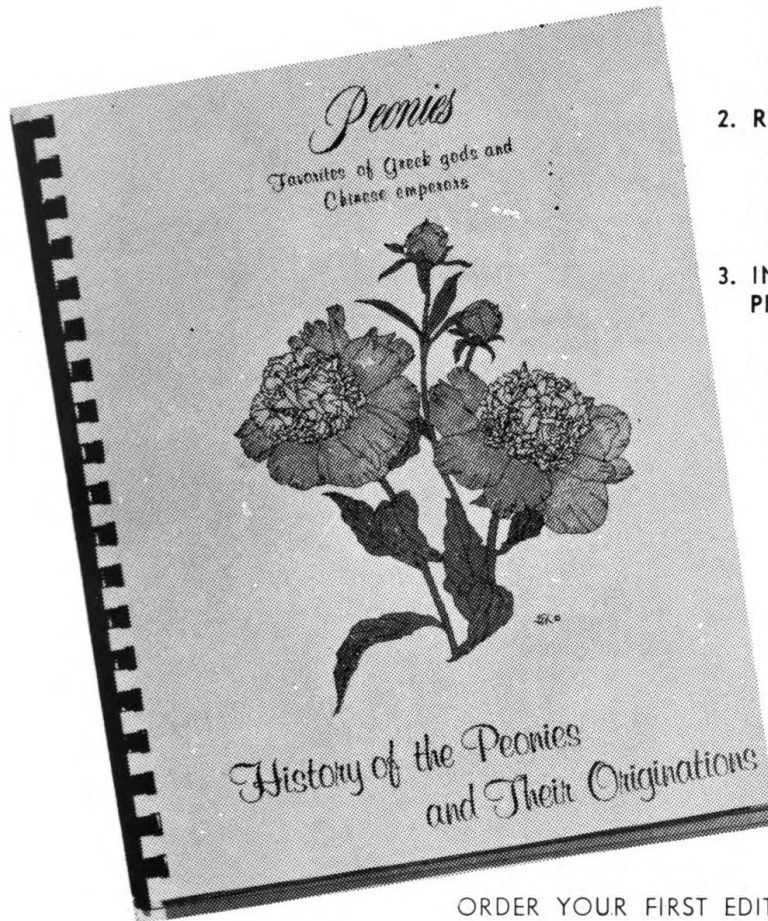 Peonies
Favorites of Greek gods and
Chinese emperors
History of the Peonies
and Their Originations
2. R
3. IN
ORDER YOUR FIRST EDIT